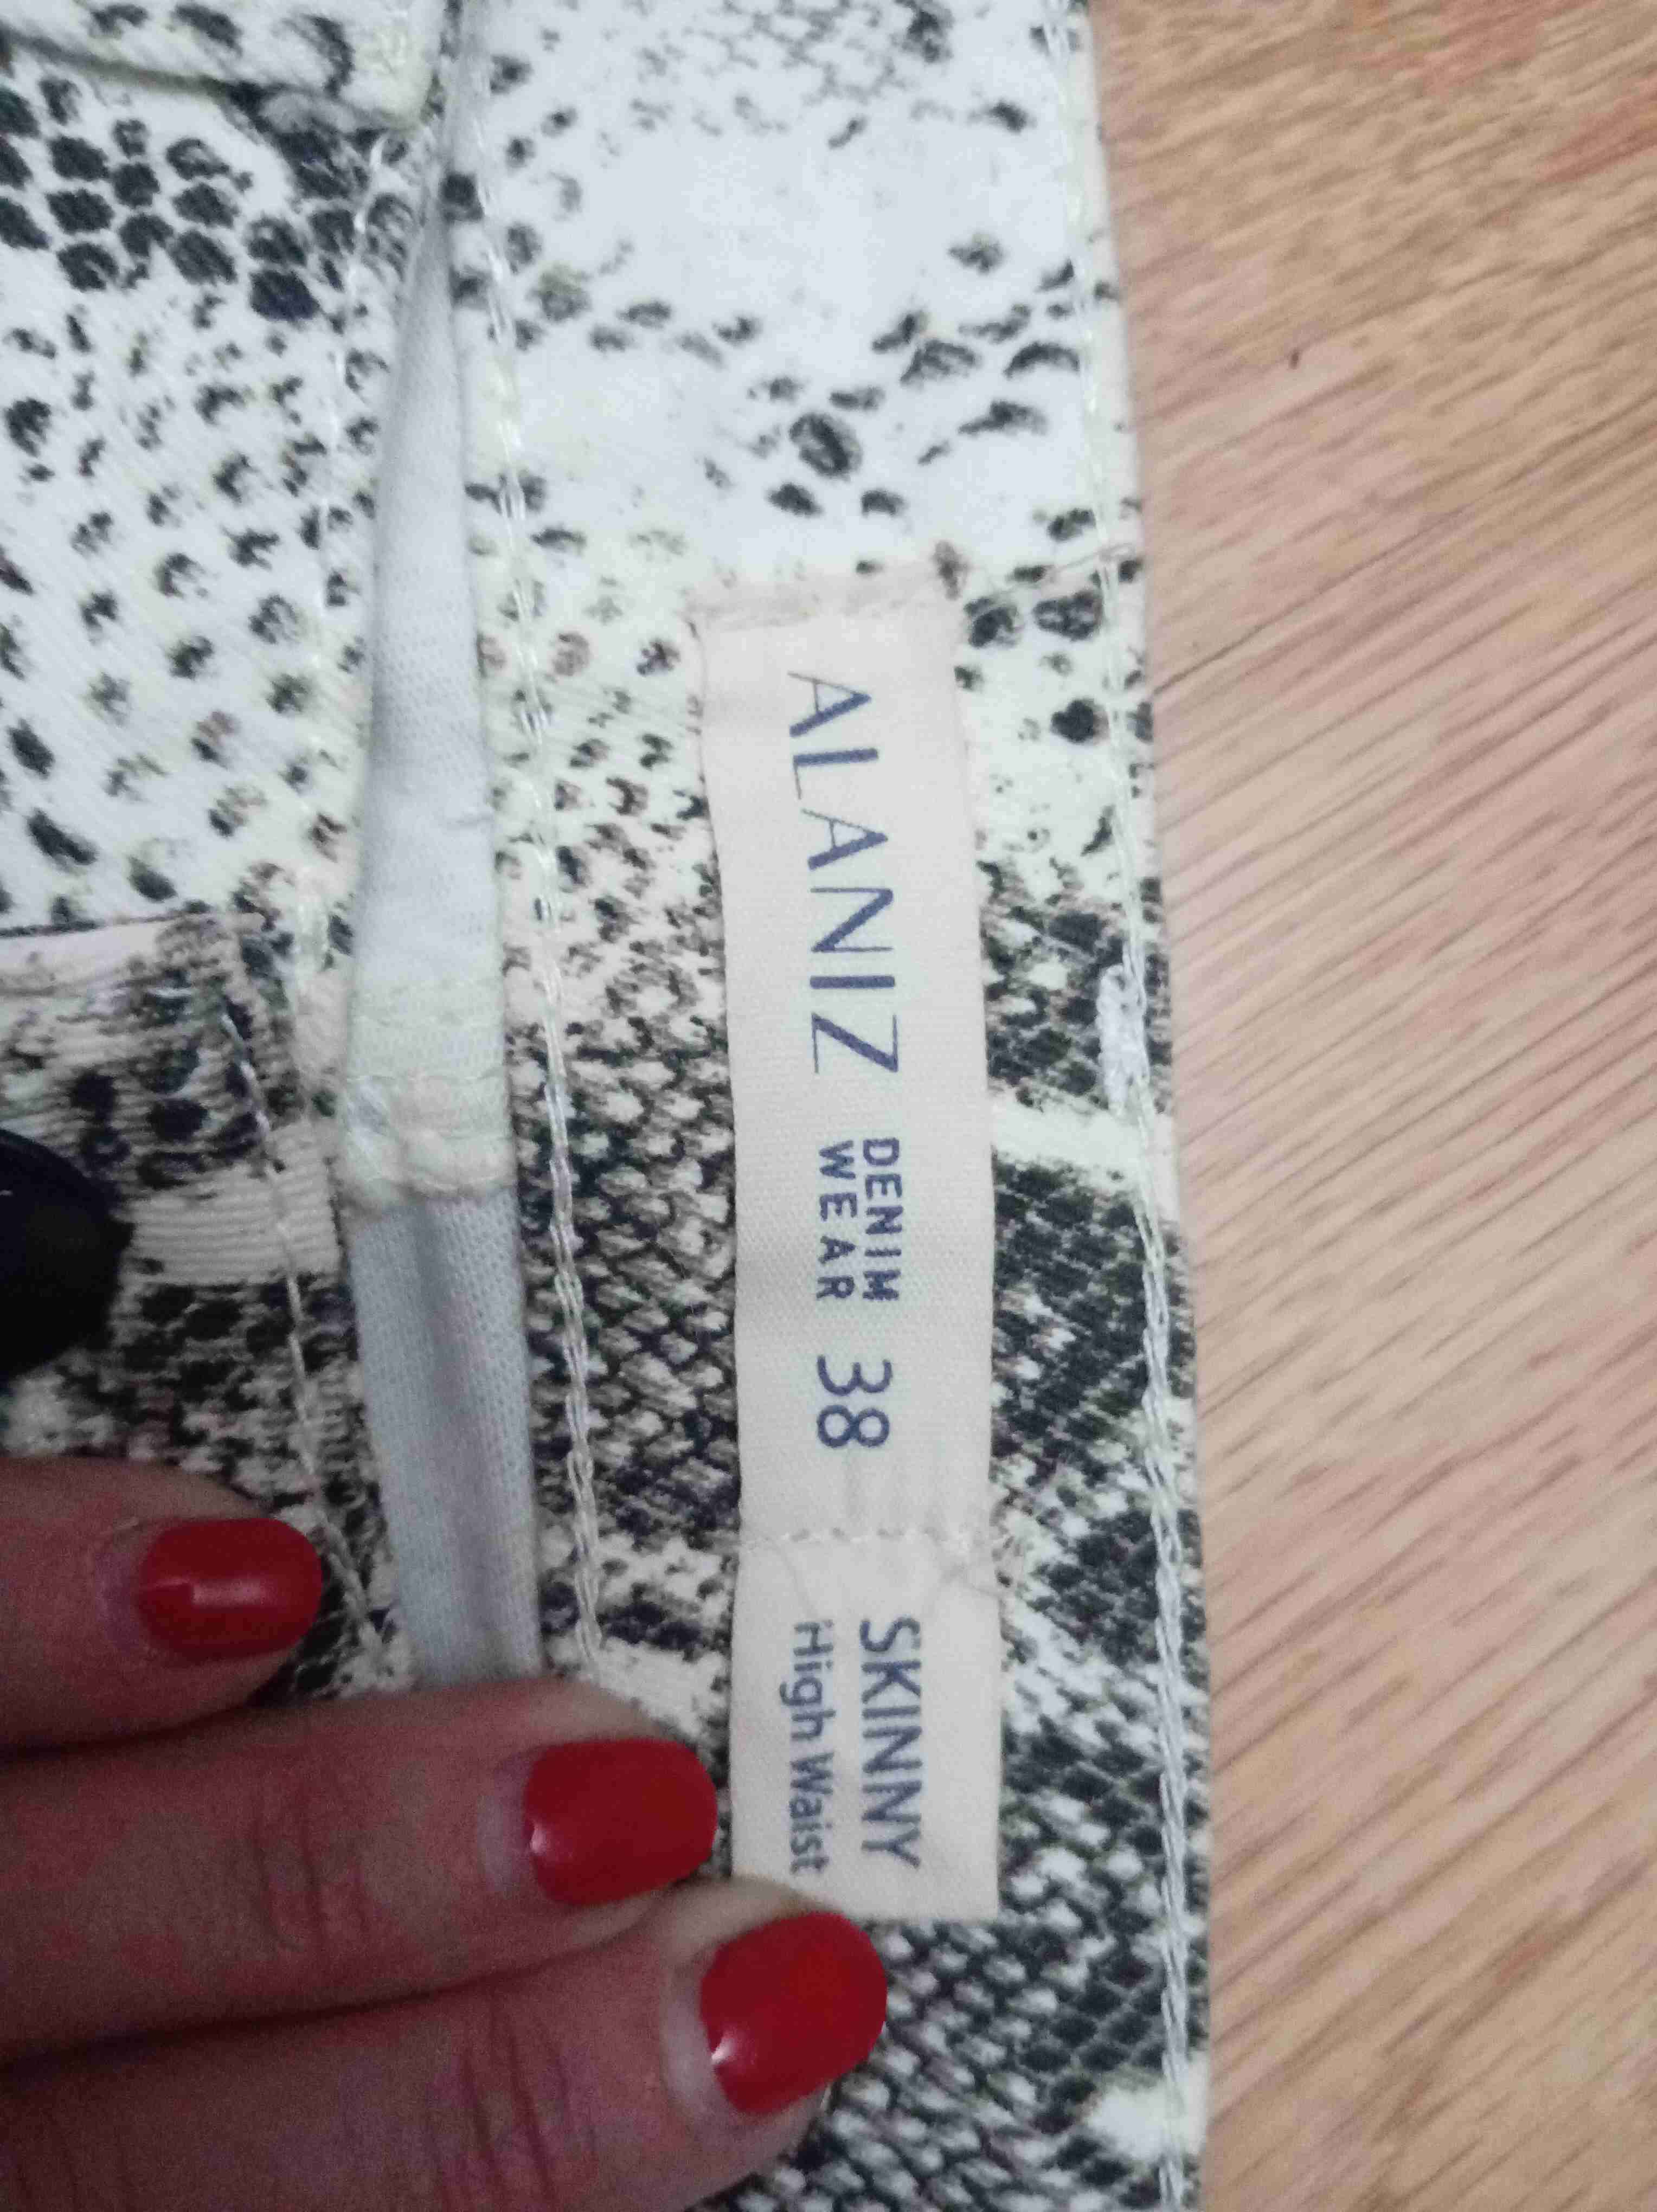 ALANIZ
DENIM
WEAR
38
SKINNY
High Waist